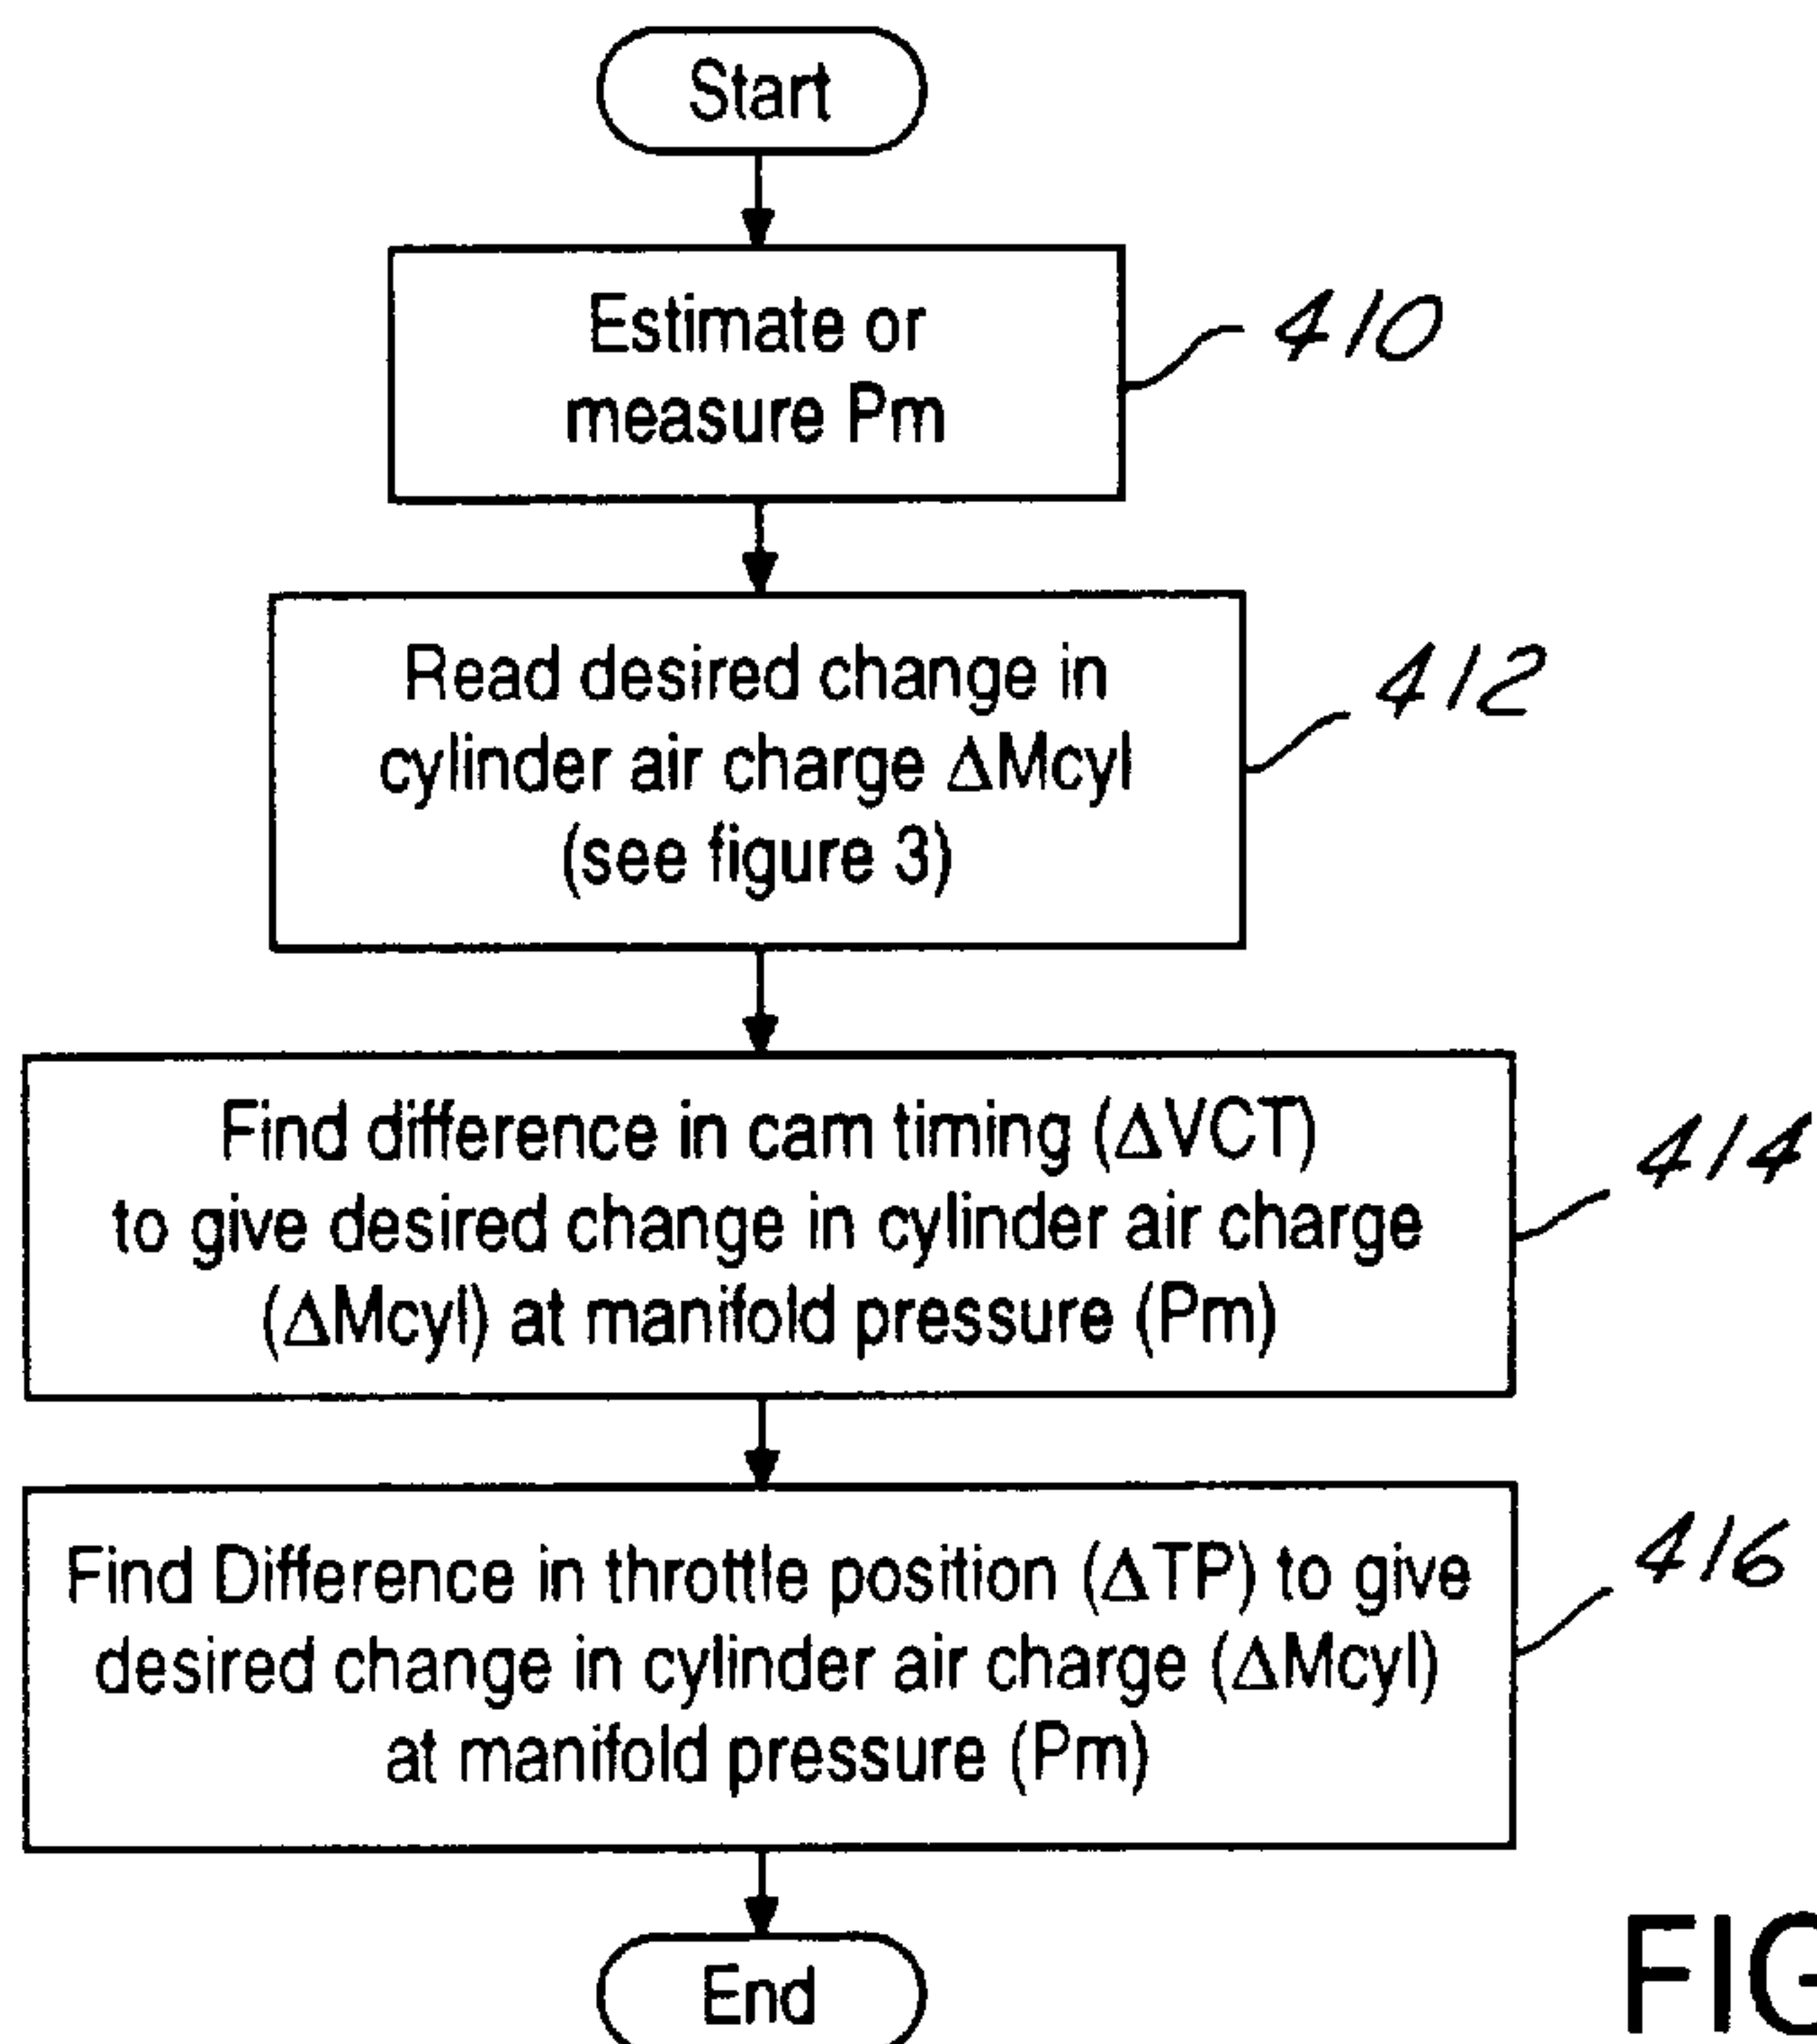 Start
Estimate or
measure Pm
410
Read desired change in
cylinder air charge ΔMcyl
(see figure 3)
412
Find difference in cam timing (ΔVCT)
to give desired change in cylinder air charge
(ΔMcyl) at manifold pressure (Pm)
414
Find Difference in throttle position (ΔTP) to give
desired change in cylinder air charge (ΔMcyl)
at manifold pressure (Pm)
416
End
FIG